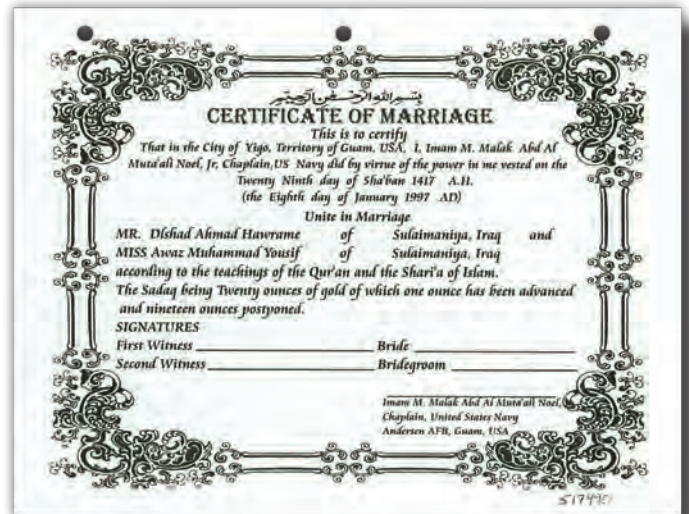 بسم الله الرحمن الرحيم
CERTIFICATE OF MARRIAGE
This is to certify
That in the City of Yigo, Territory of Guam, USA, I, Imam M. Malak Abd Al
Muta'ali Noel, Jr, Chaplain,US Navy did by virtue of the power in me vested on the
Twenty Ninth day of Sha'ban 1417 A.H.
(the Eighth day of January 1997 AD)
Unite in Marriage
MR. Dlshad Ahmad Hawrame of Sulaimaniya, Iraq and
MISS Awaz Muhammad Yousif of Sulaimaniya, Iraq
according to the teachings of the Qur'an and the Shari'a of Islam.
The Sadaq being Twenty ounces of gold of which one ounce has been advanced
and nineteen ounces postponed.
SIGNATURES
First Witness Bride
Second Witness Bridegroom
Imam M. Malak Abd Al Muta'ali Noel,
Chaplain, United States Navy
Andersen AFB, Guam, USA